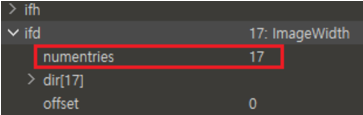 ifh
ifd 17: ImageWidth
numentries 17
dir[17]
offset 0